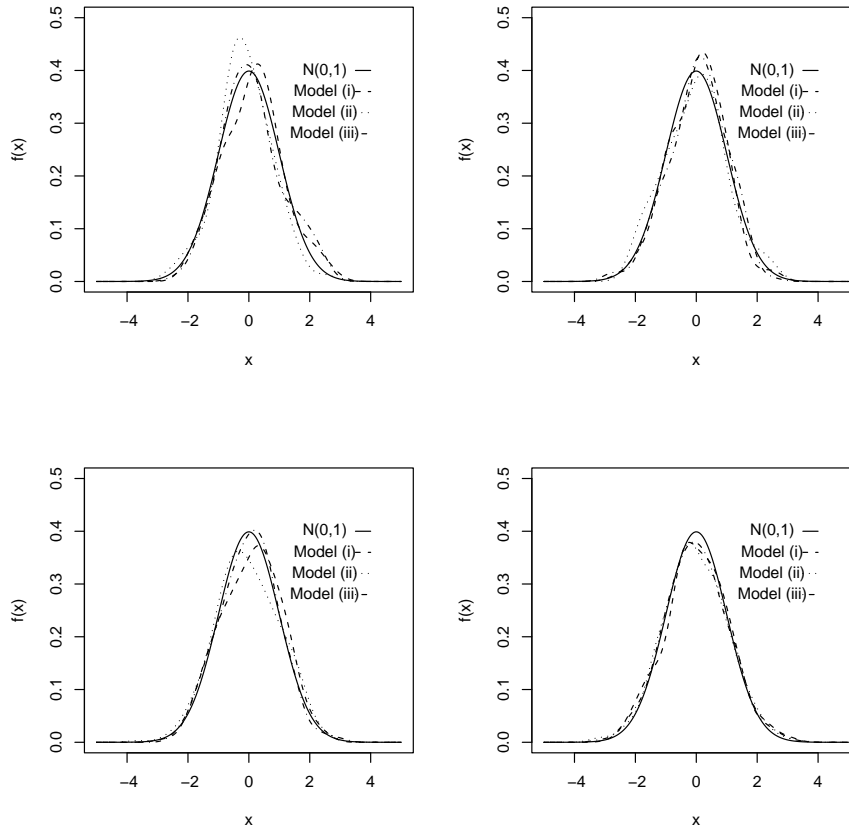 f(x)
0.5
0.4
0.3
0.2
0.1
0.0
N(0,1)
Model (i)
Model (ii)
Model (iii)
−4 −2 0 2 4
x
f(x)
0.5
0.4
0.3
0.2
0.1
0.0
N(0,1)
Model (i)
Model (ii)
Model (iii)
−4 −2 0 2 4
x
f(x)
0.5
0.4
0.3
0.2
0.1
0.0
N(0,1)
Model (i)
Model (ii)
Model (iii)
−4 −2 0 2 4
x
f(x)
0.5
0.4
0.3
0.2
0.1
0.0
N(0,1)
Model (i)
Model (ii)
Model (iii)
−4 −2 0 2 4
x